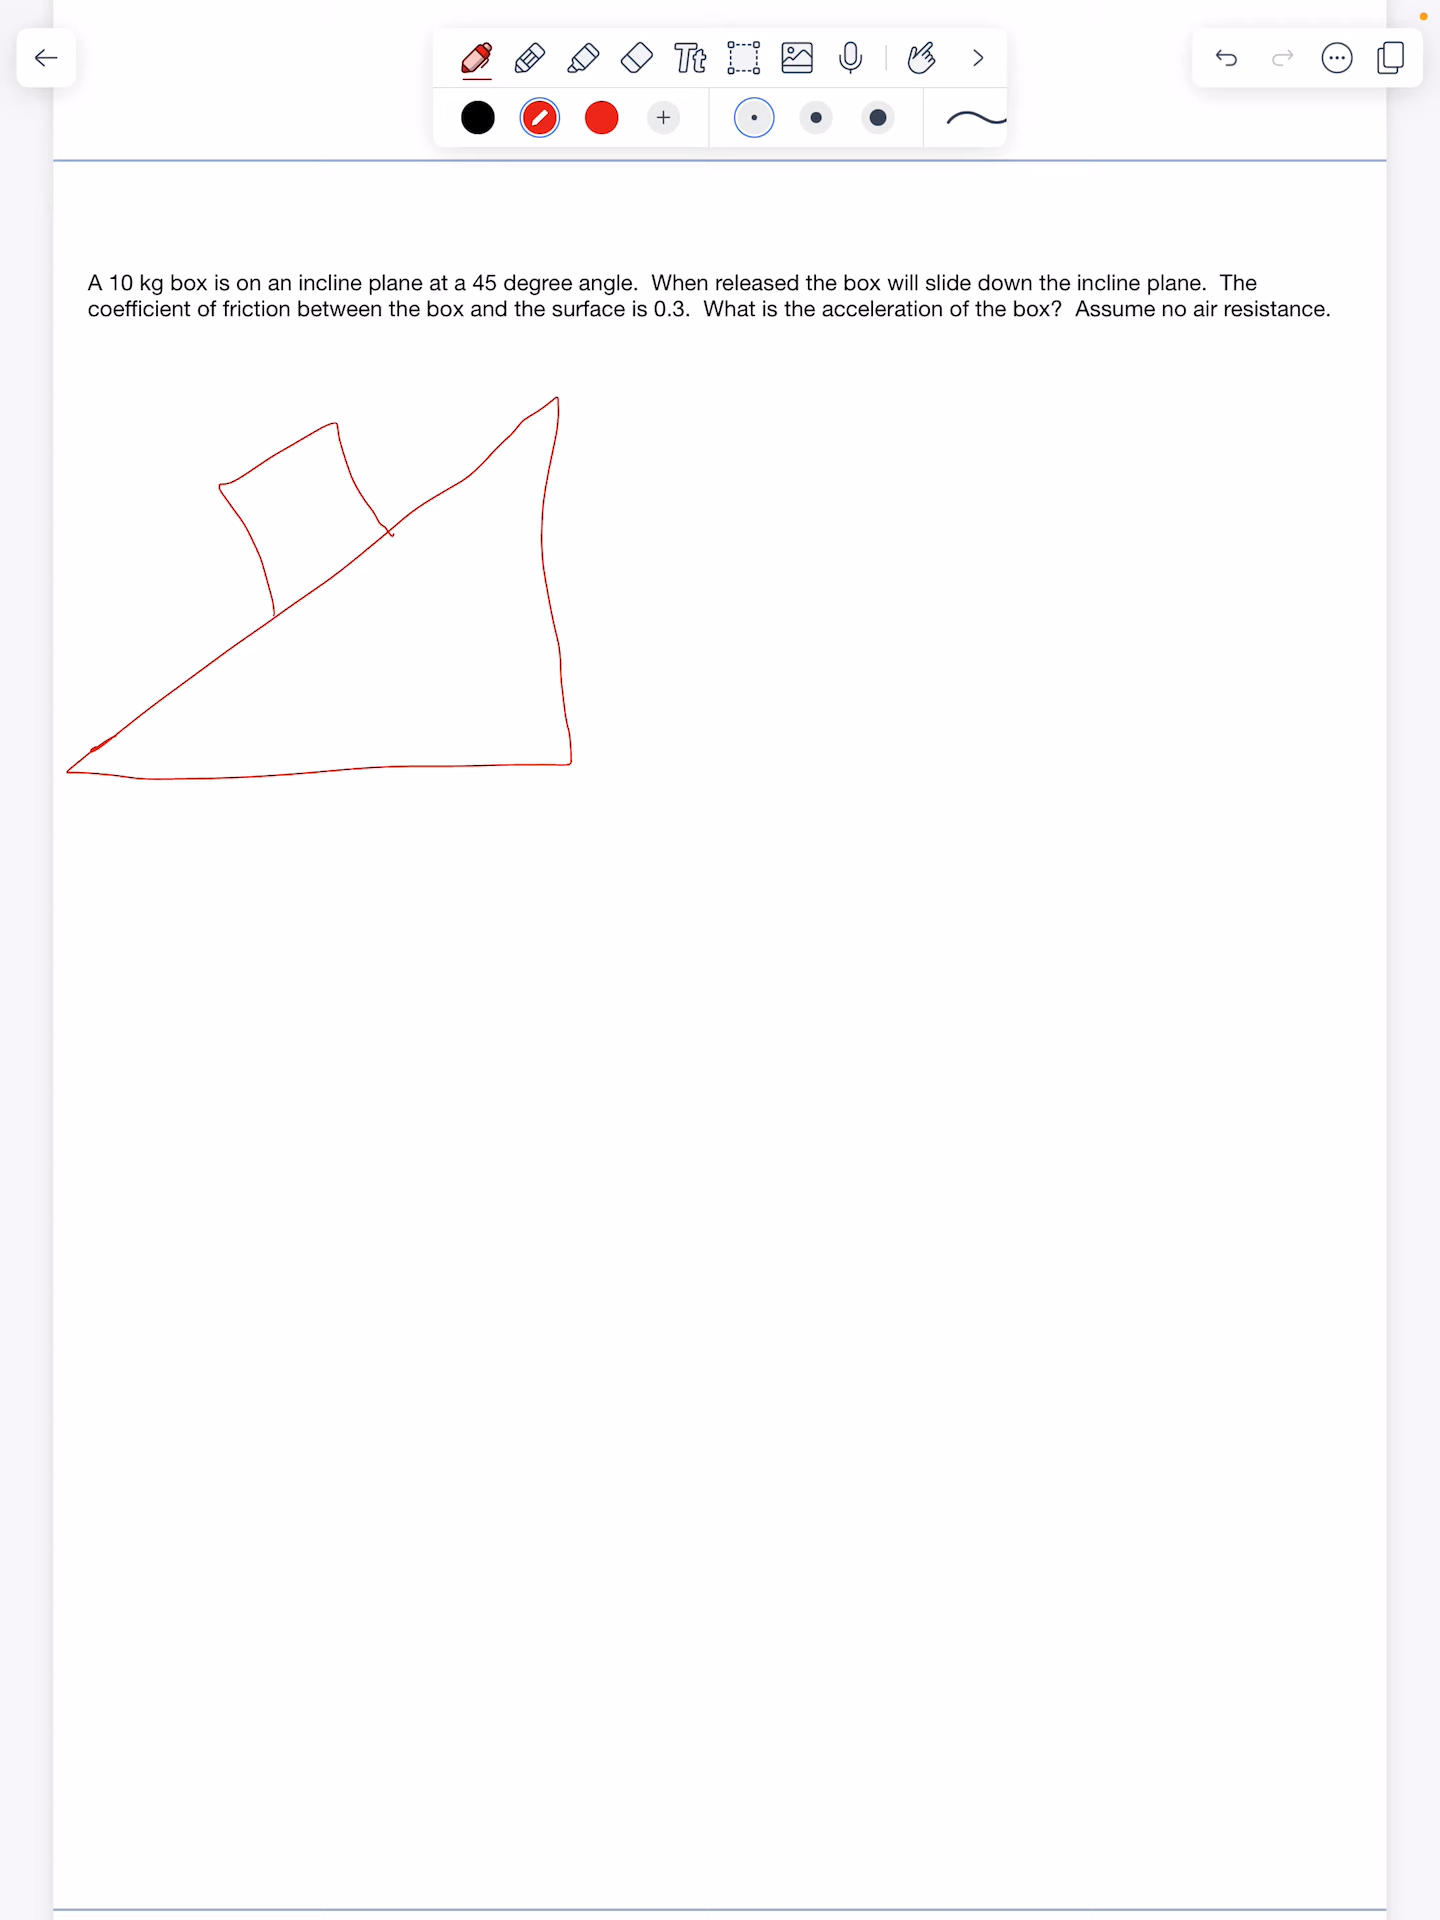 Tt
A 10 kg box is on an incline plane at a 45 degree angle.  When released the box will slide down the incline plane.  The
coefficient of friction between the box and the surface is 0.3.  What is the acceleration of the box?  Assume no air resistance.